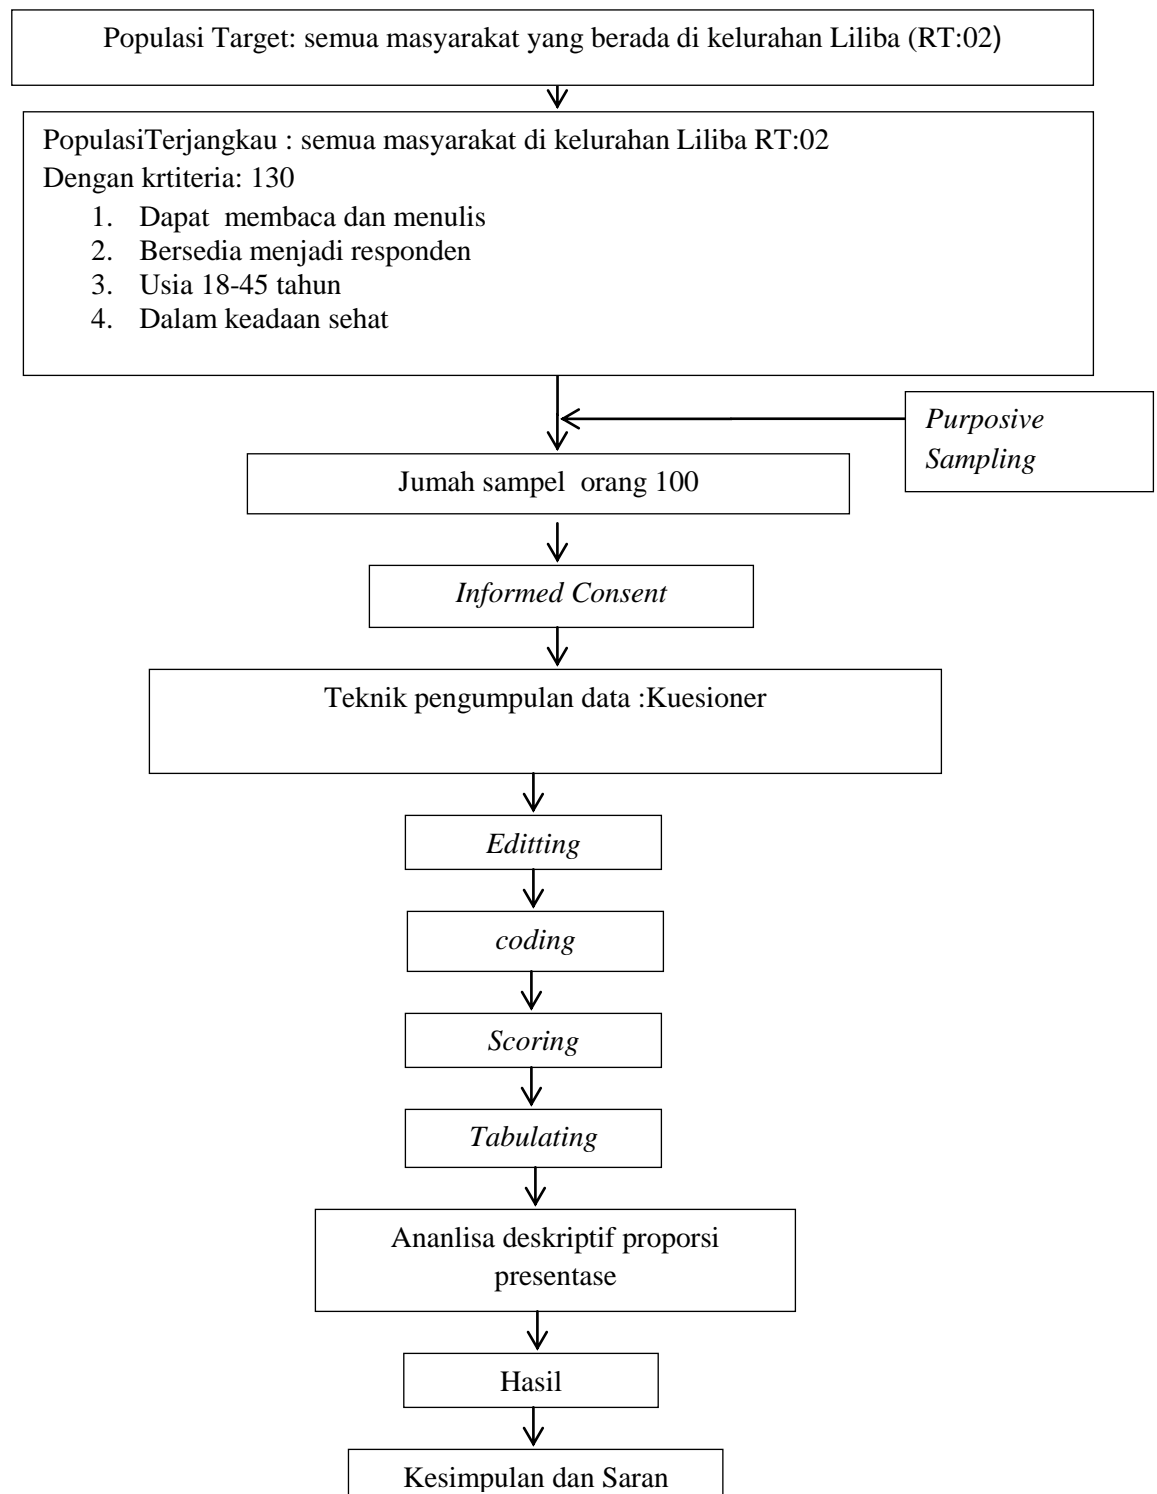 Populasi Target: semua masyarakat yang berada di kelurahan Liliba (RT:02)
PopulasiTerjangkau : semua masyarakat di kelurahan Liliba RT:02
Dengan krtiteria: 130
1. Dapat membaca dan menulis
2. Bersedia menjadi responden
3. Usia 18-45 tahun
4. Dalam keadaan sehat
Purposive
Sampling
Jumah sampel orang 100
Informed Consent
Teknik pengumpulan data :Kuesioner
Editting
coding
Scoring
Tabulating
Ananlisa deskriptif proporsi
presentase
Hasil
Kesimpulan dan Saran